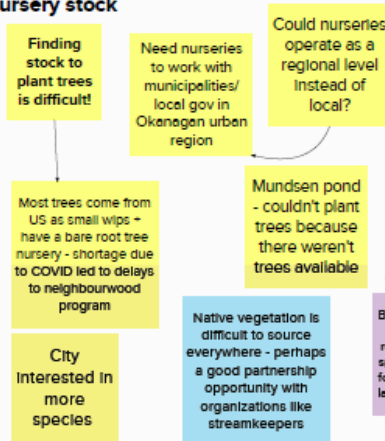 ursery stock
Finding
stock to
plant trees
is difficult!
Need nurseries
to work with
municipalities/
local gov in
Okanagan urban
region
Could nurseries
operate as a
regional level
instead of
local?
Most trees come from
US as small wips +
have a bare root tree
nursery - shortage due
to COVID led to delays
to neighbourwood
program
Mundsen pond
- couldn't plant
trees because
there weren't
trees available
City
interested in
more
species
Native vegetation is
difficult to source
everywhere - perhaps
a good partnership
opportunity with
organizations like
streamkeepers